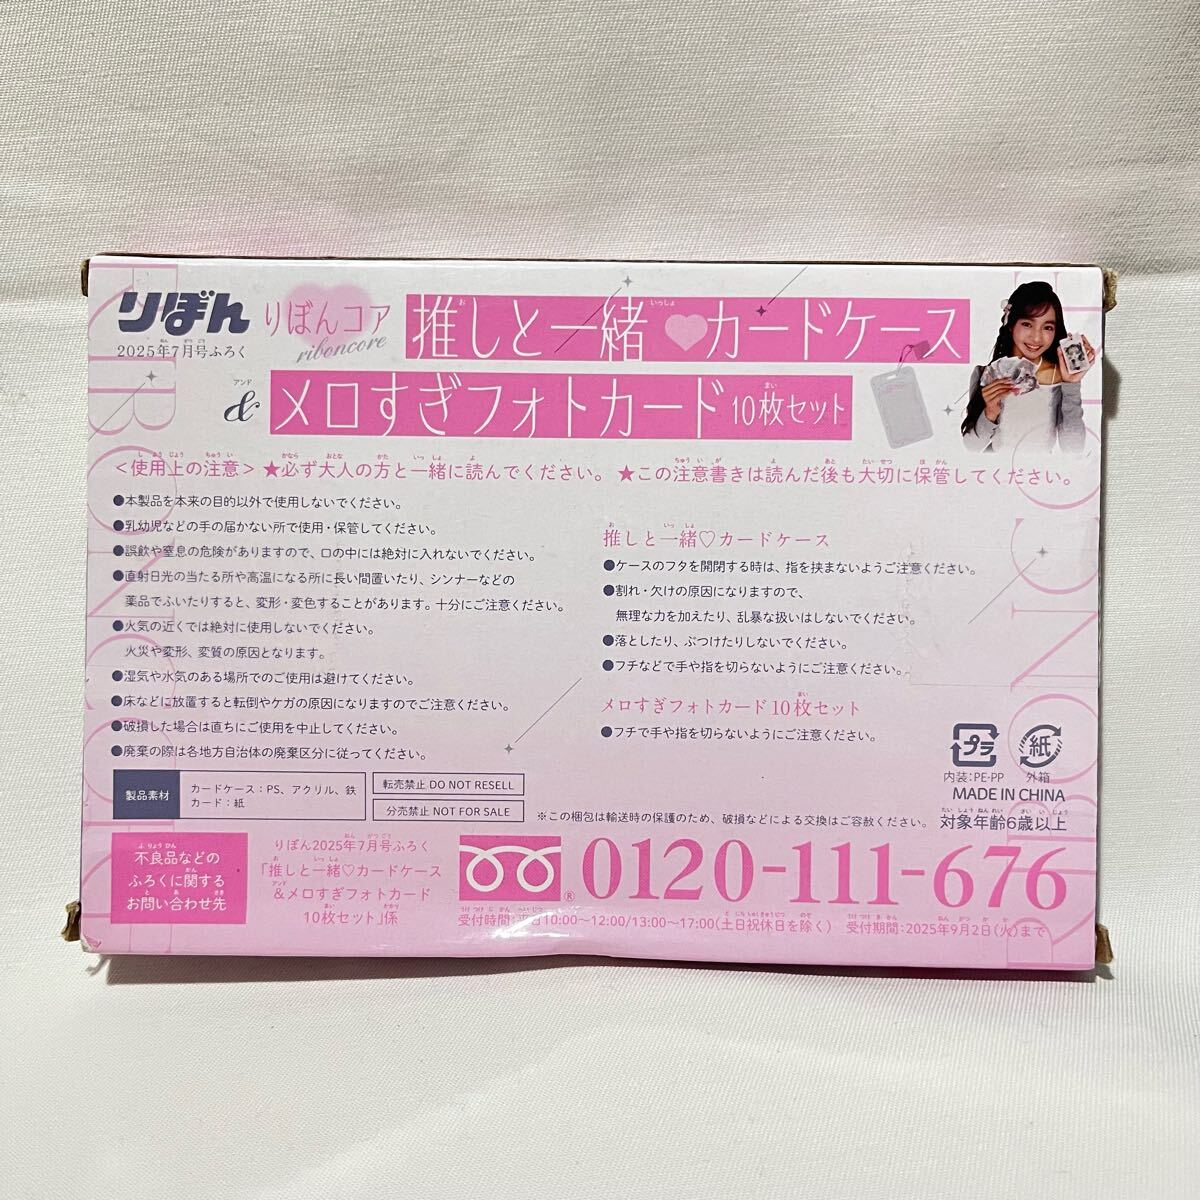 りぼん
2025年7月号ふろく
りぼんコア
riboncore
推しと一緒♥カードケース
&メロすぎフォトカード10枚セット
<使用上の注意>★必ず大人の方と一緒に読んでください。 ★この注意書きは読んだ後も大切に保管してください。
●本製品を本来の目的以外で使用しないでください。
●乳幼児などの手の届かない所で使用・保管してください。
●誤飲や窒息の危険がありますので、口の中には絶対に入れないでください。
●直射日光の当たる所や高温になる所に長い間置いたり、シンナーなどの
薬品でふいたりすると、変形・変色することがあります。十分にご注意ください。
●火気の近くでは絶対に使用しないでください。
火災や変形、変質の原因となります。
●湿気や水気のある場所でのご使用は避けてください。
●床などに放置すると転倒やケガの原因になりますのでご注意ください。
●破損した場合は直ちにご使用を中止してください。
●廃棄の際は各地方自治体の廃棄区分に従ってください。
推しと一緒♡カードケース
●ケースのフタを開閉する時は、指を挟まないようご注意ください。
●割れ・欠けの原因になりますので、
無理な力を加えたり、乱暴な扱いはしないでください。
●落としたり、ぶつけたりしないでください。
●フチなどで手や指を切らないようにご注意ください。
メロすぎフォトカード10枚セット
●フチで手や指を切らないようにご注意ください。
プラ
紙
内装:PE・PP
外箱
MADE IN CHINA
対象年齢6歳以上
製品素材
カードケース:PS、アクリル、鉄
カード:紙
転売禁止 DO NOT RESELL
分売禁止 NOT FOR SALE
※この梱包は輸送時の保護のため、破損などによる交換はご容赦ください。
不良品などの
ふろくに関する
お問い合わせ先
りぼん2025年7月号ふろく
「推しと一緒♡カードケース
&メロすぎフォトカード
10枚セット」係
® 0120-111-676
受付時間:平日10:00〜12:00/13:00〜17:00(土日祝休日を除く) 受付期間:2025年9月2日(火)まで